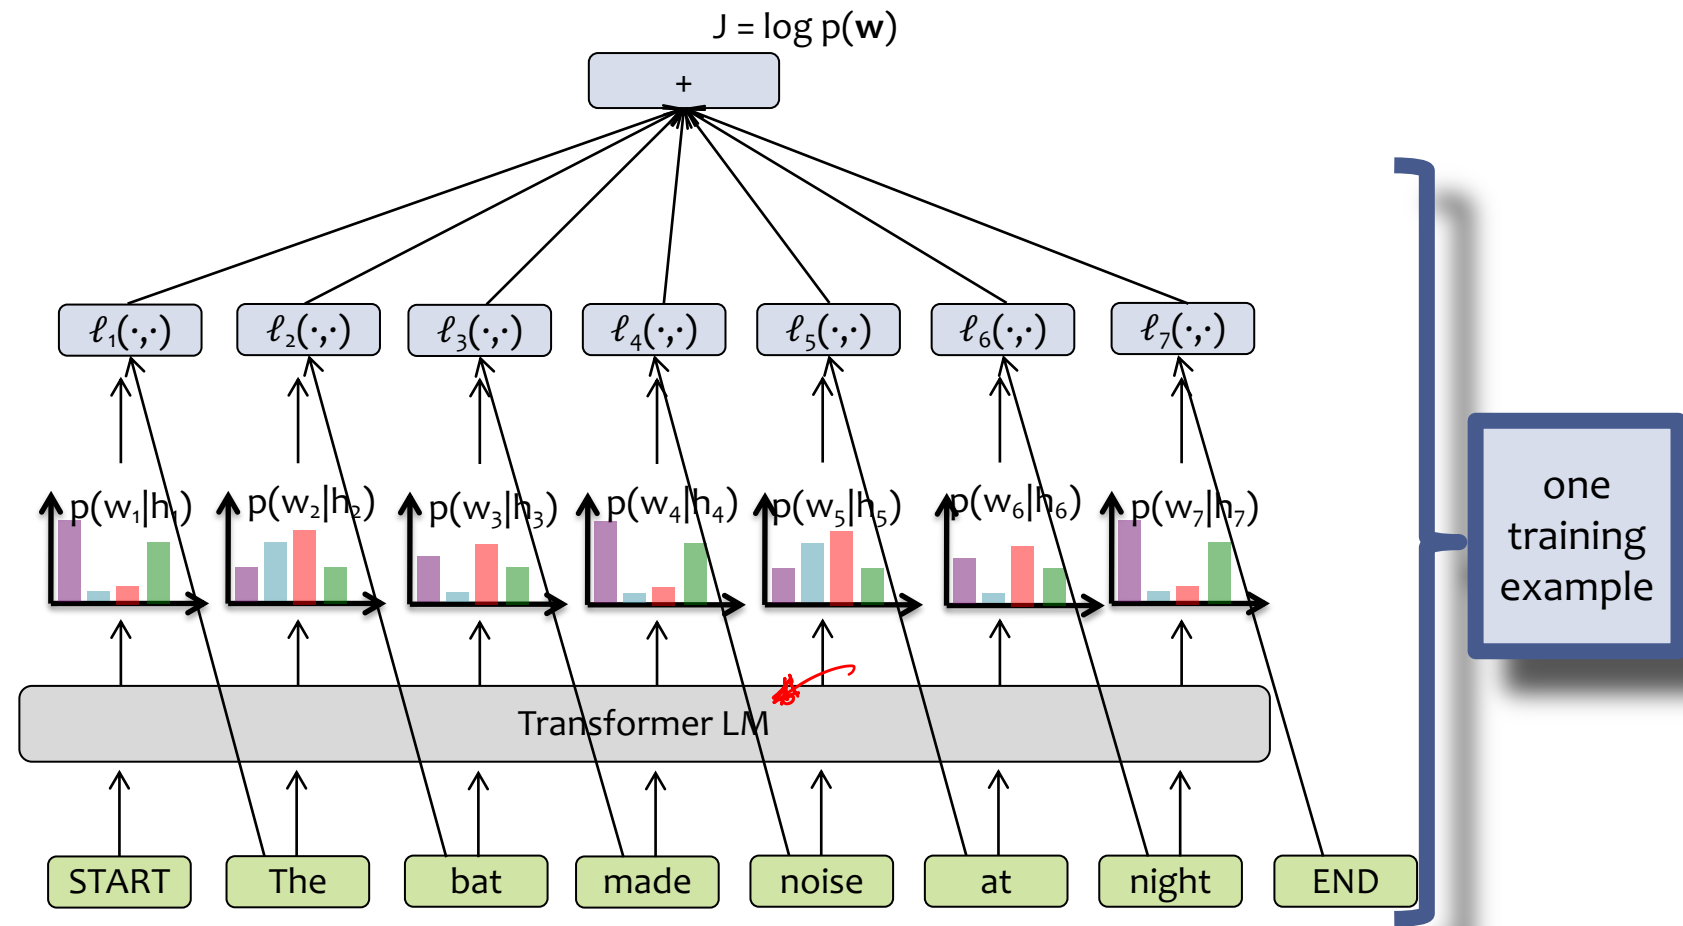 J = log p(w)
+
ℓ₁(·,·) ℓ₂(·,·) ℓ₃(·,·) ℓ₄(·,·) ℓ₅(·,·) ℓ₆(·,·) ℓ₇(·,·)
p(w₁|h₁) p(w₂|h₂) p(w₃|h₃) p(w₄|h₄) p(w₅|h₅) p(w₆|h₆) p(w₇|h₇)
one
training
example
Transformer LM
START The bat made noise at night END